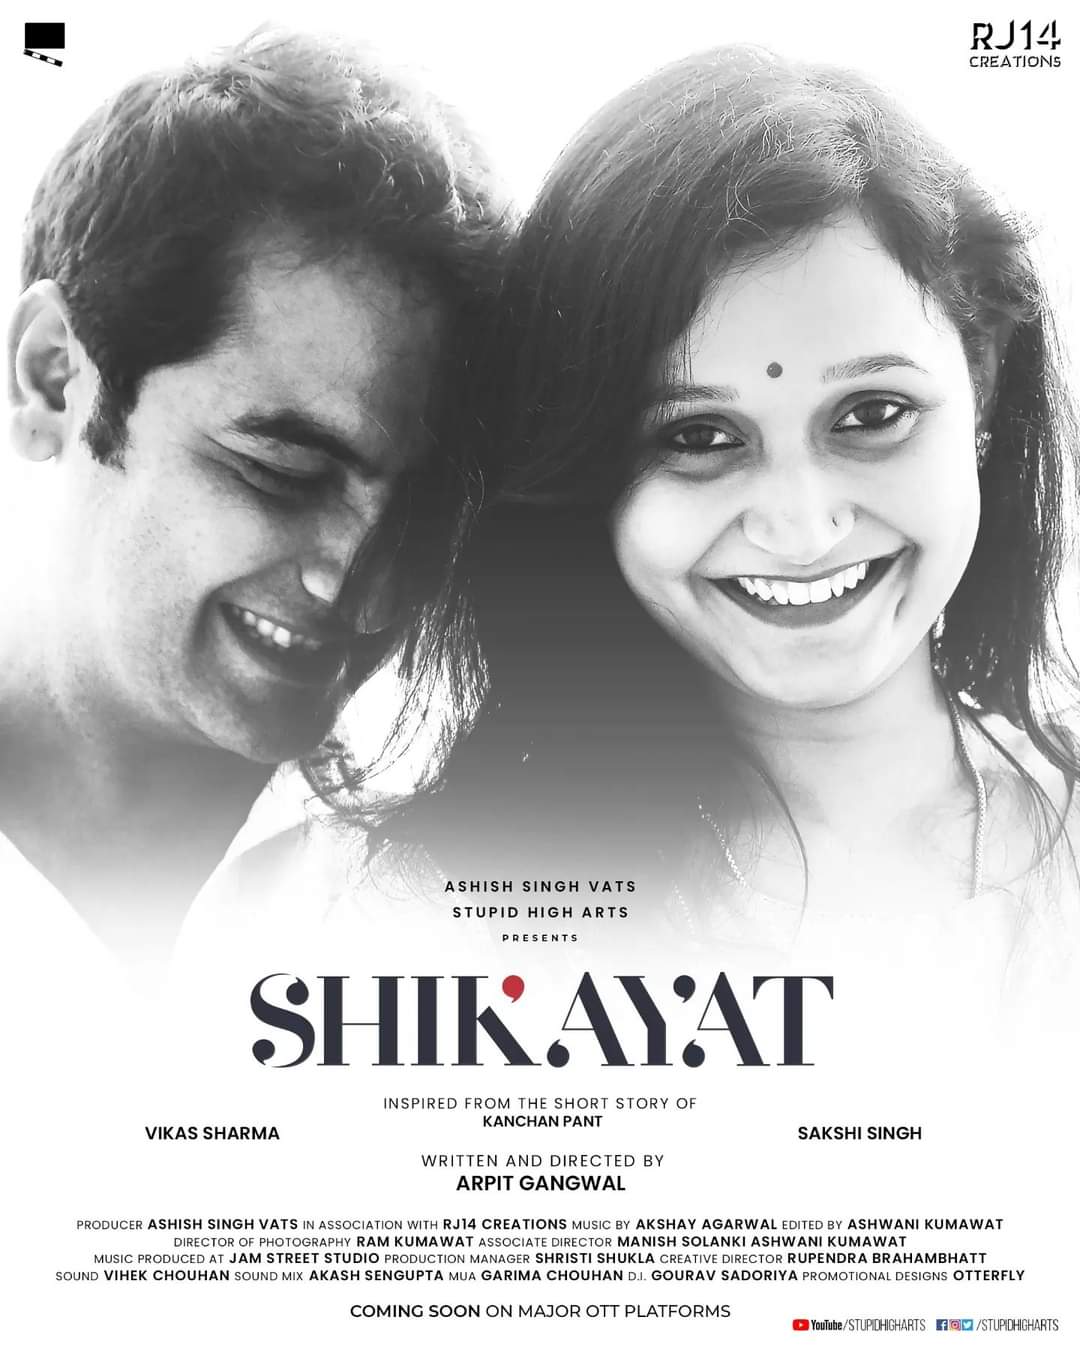 RJ14
CREATIONS
ASHISH SINGH VATS
STUPID HIGH ARTS
PRESENTS
SHIKAYAT
INSPIRED FROM THE SHORT STORY OF
KANCHAN PANT
VIKAS SHARMA
SAKSHI SINGH
WRITTEN AND DIRECTED BY
ARPIT GANGWAL
PRODUCER ASHISH SINGH VATS IN ASSOCIATION WITH RJ14 CREATIONS MUSIC BY AKSHAY AGARWAL EDITED BY ASHWANI KUMAWAT
DIRECTOR OF PHOTOGRAPHY RAM KUMAWAT ASSOCIATE DIRECTOR MANISH SOLANKI ASHWANI KUMAWAT
MUSIC PRODUCED AT JAM STREET STUDIO PRODUCTION MANAGER SHRISTI SHUKLA CREATIVE DIRECTOR RUPENDRA BRAHAMBHATT
SOUND VIHEK CHOUHAN SOUND MIX AKASH SENGUPTA MUA GARIMA CHOUHAN D.I. GOURAV SADORIYA PROMOTIONAL DESIGNS OTTERFLY
COMING SOON ON MAJOR OTT PLATFORMS
YouTube/STUPIDHIGHARTS /STUPIDHIGHARTS